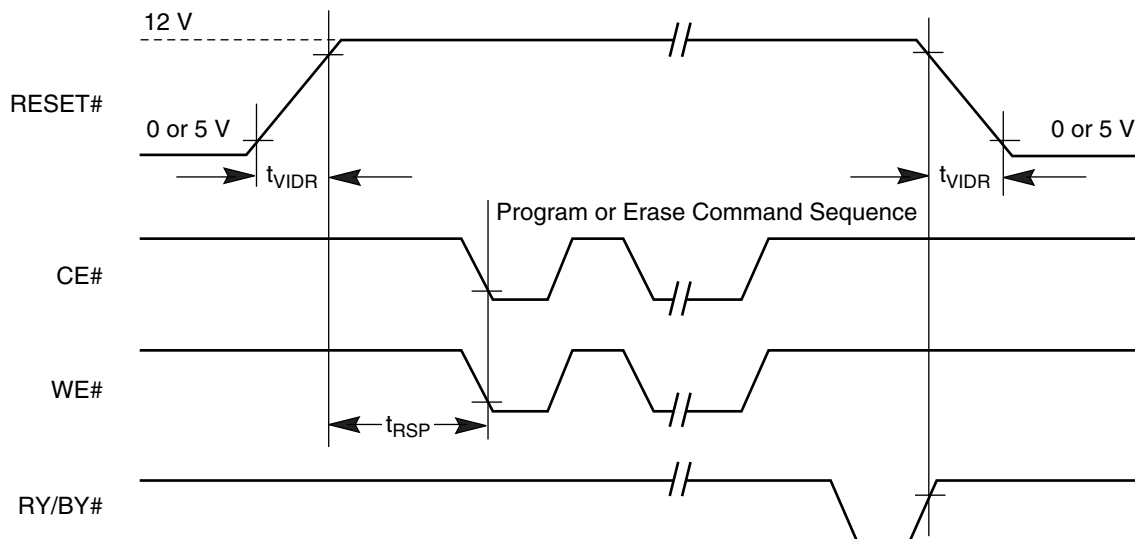 12 V
RESET#
0 or 5 V
0 or 5 V
tVIDR
tVIDR
Program or Erase Command Sequence
CE#
WE#
tRSP
RY/BY#